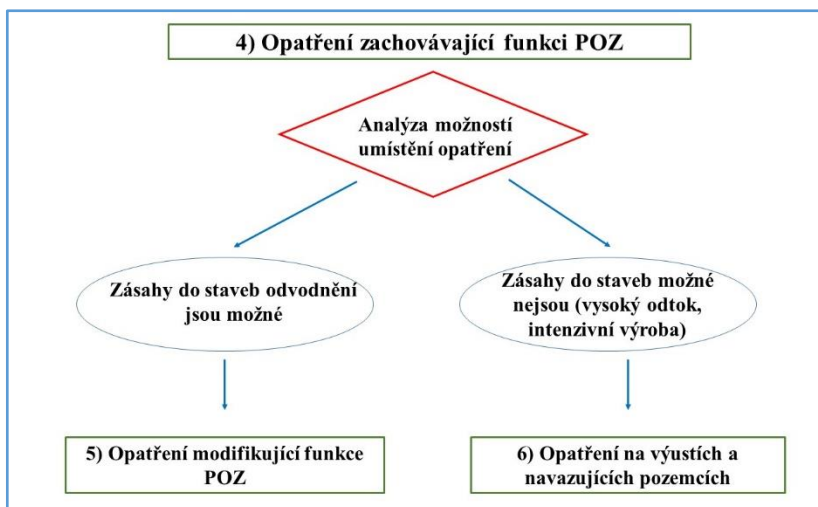 4) Opatření zachovávající funkci POZ
Analýza možností
umístění opatření
Zásahy do staveb odvodnění
jsou možné
Zásahy do staveb možné
nejsou (vysoký odtok,
intenzivní výroba)
5) Opatření modifikující funkce
POZ
6) Opatření na výustích a
navazujících pozemcích